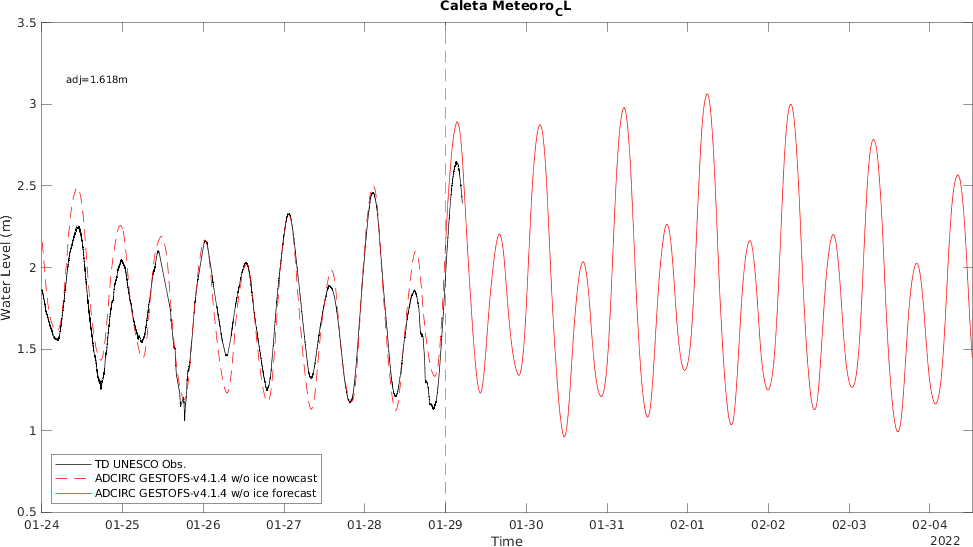 Caleta Meteoro_CL
3.5
adj=1.618m
3
2.5
2
Water Level (m)
1.5
1
TD UNESCO Obs.
ADCIRC GESTOFS-v4.1.4 w/o ice nowcast
ADCIRC GESTOFS-v4.1.4 w/o ice forecast
0.5
01-24 01-25 01-26 01-27 01-28 01-29 01-30 01-31 02-01 02-02 02-03 02-04
Time
2022